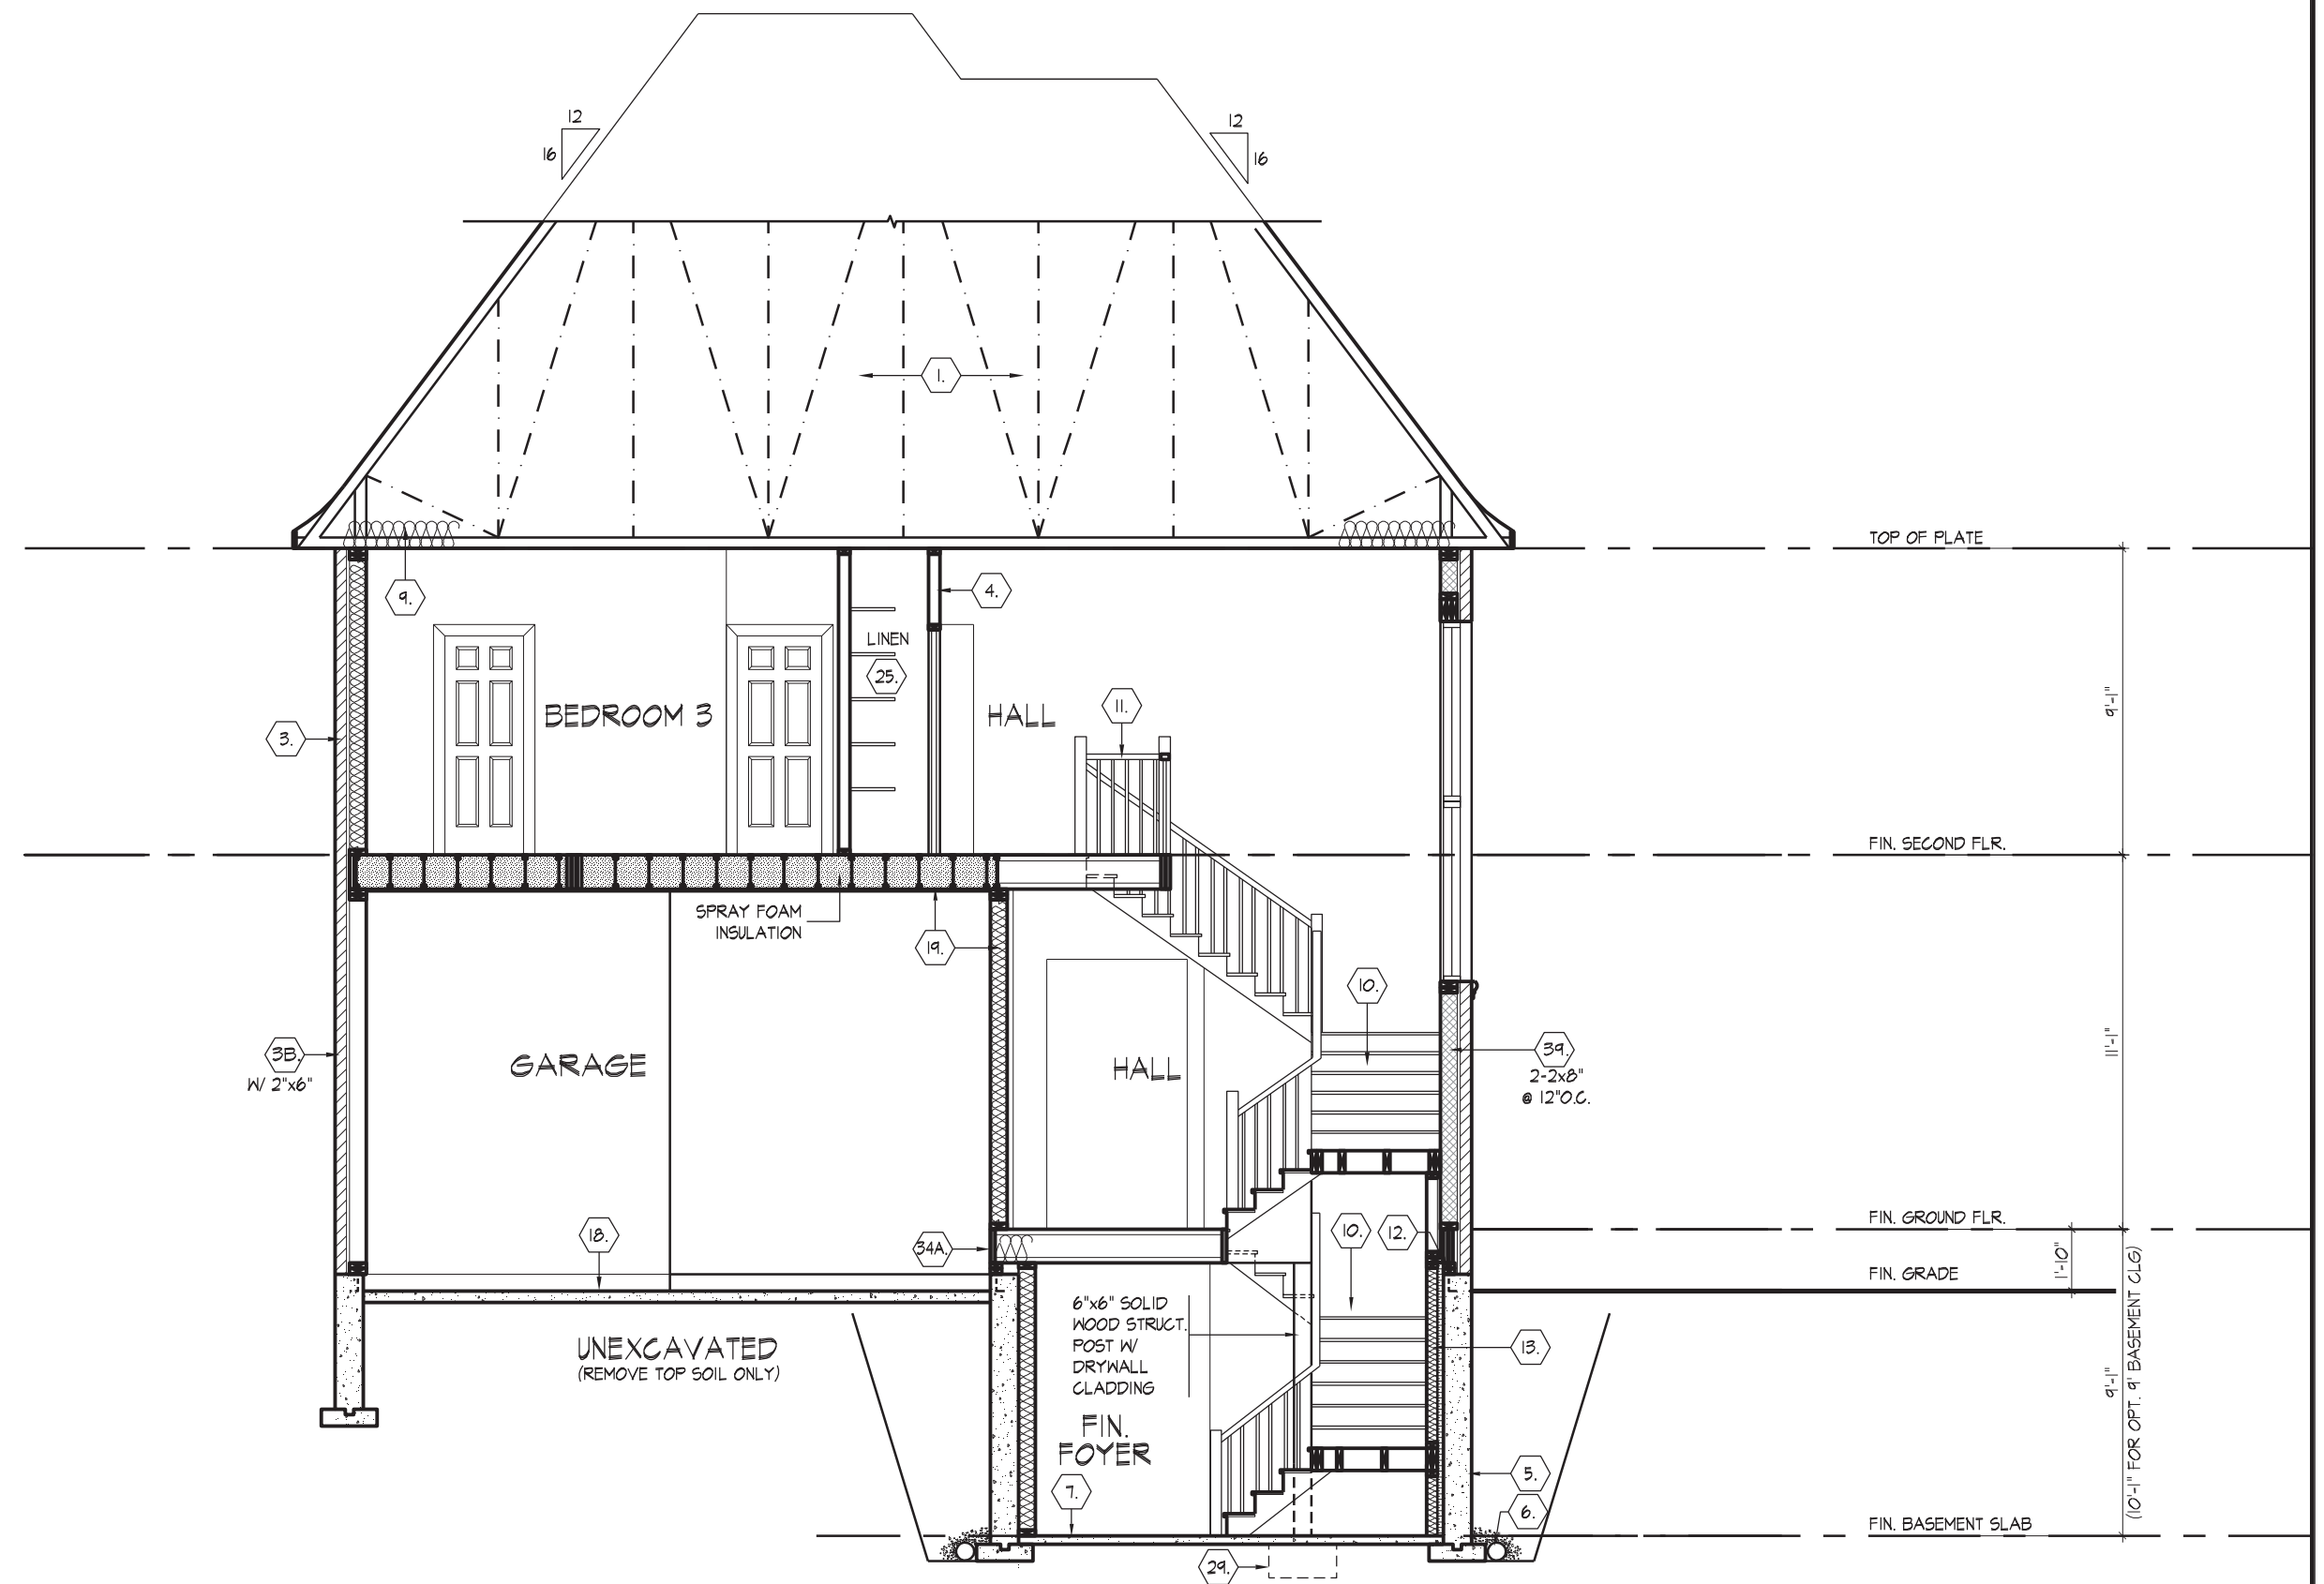 12
16
12
16
1.
TOP OF PLATE
9.
4.
LINEN
25.
BEDROOM 3
HALL
11.
3.
9'-1"
FIN. SECOND FLR.
SPRAY FOAM
INSULATION
19.
10.
3B.
W/ 2"x6"
GARAGE
HALL
39.
2-2x8"
@ 12"O.C.
11'-1"
18.
34A.
10.
12.
FIN. GROUND FLR.
1'-10"
FIN. GRADE
6"x6" SOLID
WOOD STRUCT.
POST W/
DRYWALL
CLADDING
UNEXCAVATED
(REMOVE TOP SOIL ONLY)
13.
9'-1"
(10'-1" FOR OPT. 9' BASEMENT CLG)
FIN.
FOYER
7.
5.
6.
FIN. BASEMENT SLAB
29.